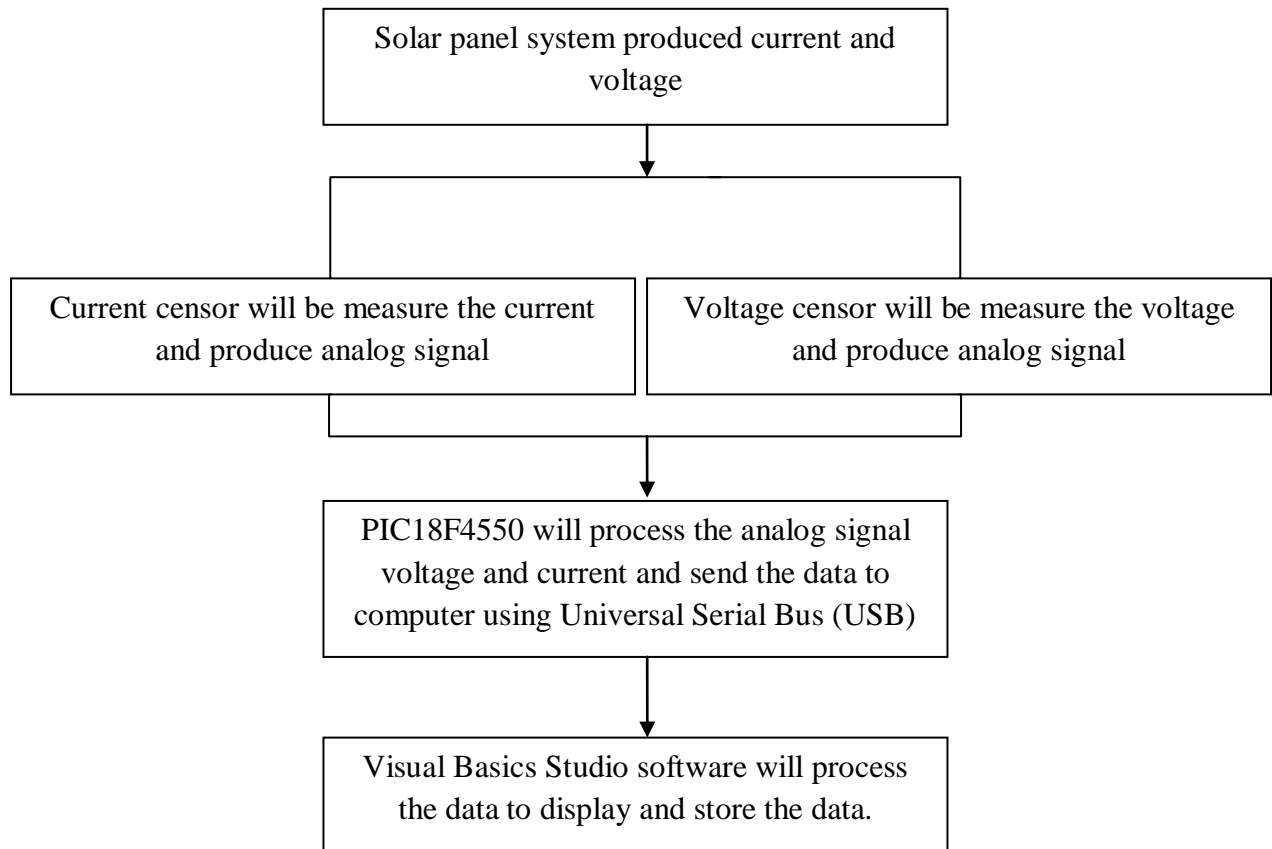 Solar panel system produced current and
voltage
Current censor will be measure the current
and produce analog signal
Voltage censor will be measure the voltage
and produce analog signal
PIC18F4550 will process the analog signal
voltage and current and send the data to
computer using Universal Serial Bus (USB)
Visual Basics Studio software will process
the data to display and store the data.